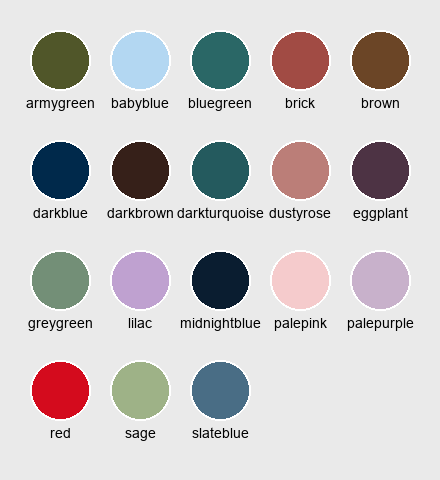 armygreen babyblue bluegreen brick brown
darkblue darkbrown darkturquoise dustyrose eggplant
greygreen lilac midnightblue palepink palepurple
red sage slateblue